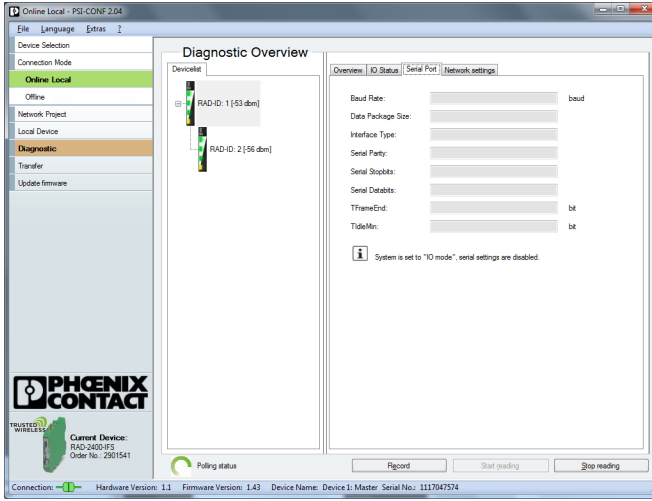 Online Local - PSI-CONF 2.04
File Language Extras ?
Device Selection
Connection Mode
Online Local
Offline
Network Project
Local Device
Diagnostic
Transfer
Update firmware
Diagnostic Overview
Devicelist
RAD-ID: 1 [-53 dbm]
RAD-ID: 2 [-56 dbm]
Overview IO Status Serial Port Network settings
Baud Rate: baud
Data Package Size:
Interface Type:
Serial Parity:
Serial Stopbits:
Serial Databits:
TFrameEnd: bit
TIdleMin: bit
i System is set to "IO mode", serial settings are disabled.
PHŒNIX
CONTACT
TRUSTED
WIRELESS
Current Device:
RAD-2400-IFS
Order No.: 2901541
Polling status
Record Start reading Stop reading
Connection: Hardware Version: 1.1 Firmware Version: 1.43 Device Name: Device 1: Master Serial No.: 1117047574